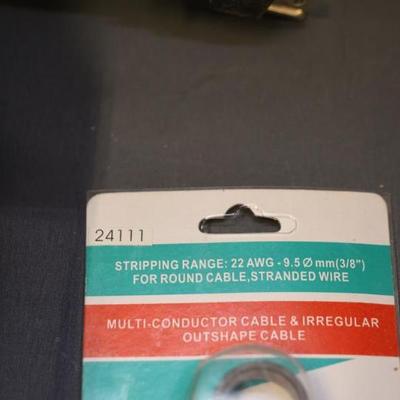 24111
STRIPPING RANGE: 22 AWG - 9.5 Ø mm(3/8")
FOR ROUND CABLE,STRANDED WIRE
MULTI-CONDUCTOR CABLE & IRREGULAR
OUTSHAPE CABLE